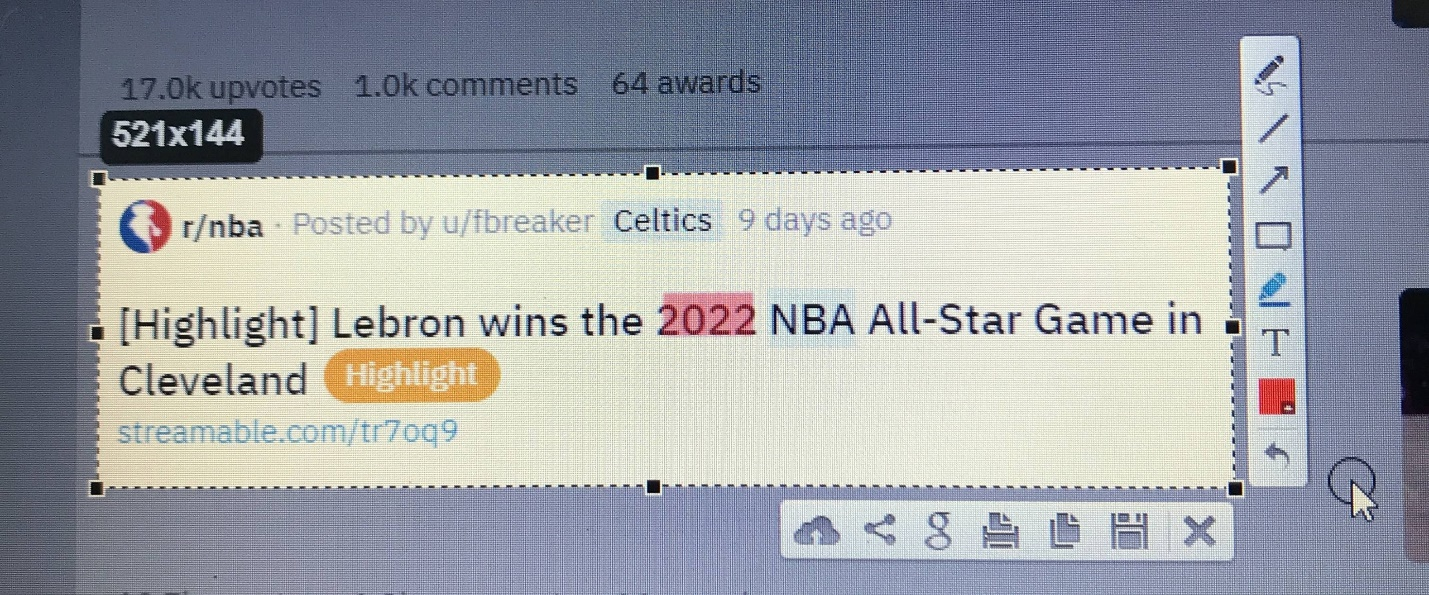 17.0k upvotes 1.0k comments 64 awards
521x144
r/nba · Posted by u/fbreaker Celtics 9 days ago
[Highlight] Lebron wins the 2022 NBA All-Star Game in
Cleveland Highlight
streamable.com/tr7oq9
T
g